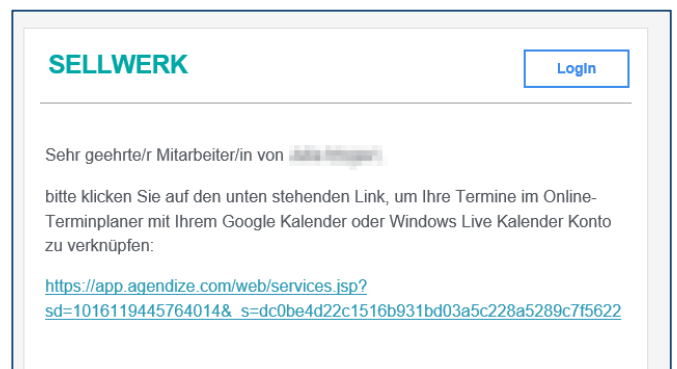 SELLWERK
Login
Sehr geehrte/r Mitarbeiter/in von
bitte klicken Sie auf den unten stehenden Link, um Ihre Termine im Online-
Terminplaner mit Ihrem Google Kalender oder Windows Live Kalender Konto
zu verknüpfen:
https://app.agendize.com/web/services.jsp?
sd=1016119445764014&_s=dc0be4d22c1516b931bd03a5c228a5289c7f5622